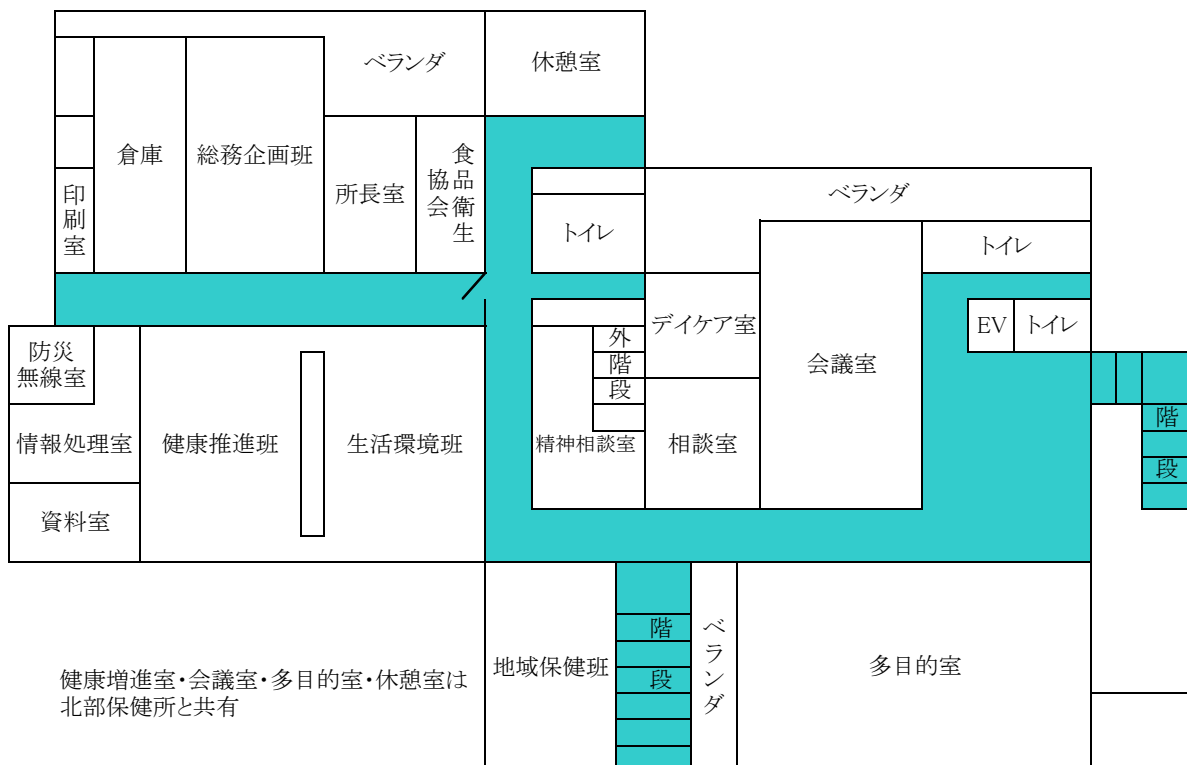 ベランダ
休憩室
倉庫
総務企画班
所長室
食品衛生
協会
印刷室
トイレ
ベランダ
トイレ
デイケア室
会議室
EV
トイレ
防災
無線室
外階段
情報処理室
健康推進班
生活環境班
精神相談室
相談室
階段
資料室
地域保健班
階段
ベランダ
多目的室
健康増進室・会議室・多目的室・休憩室は
北部保健所と共有